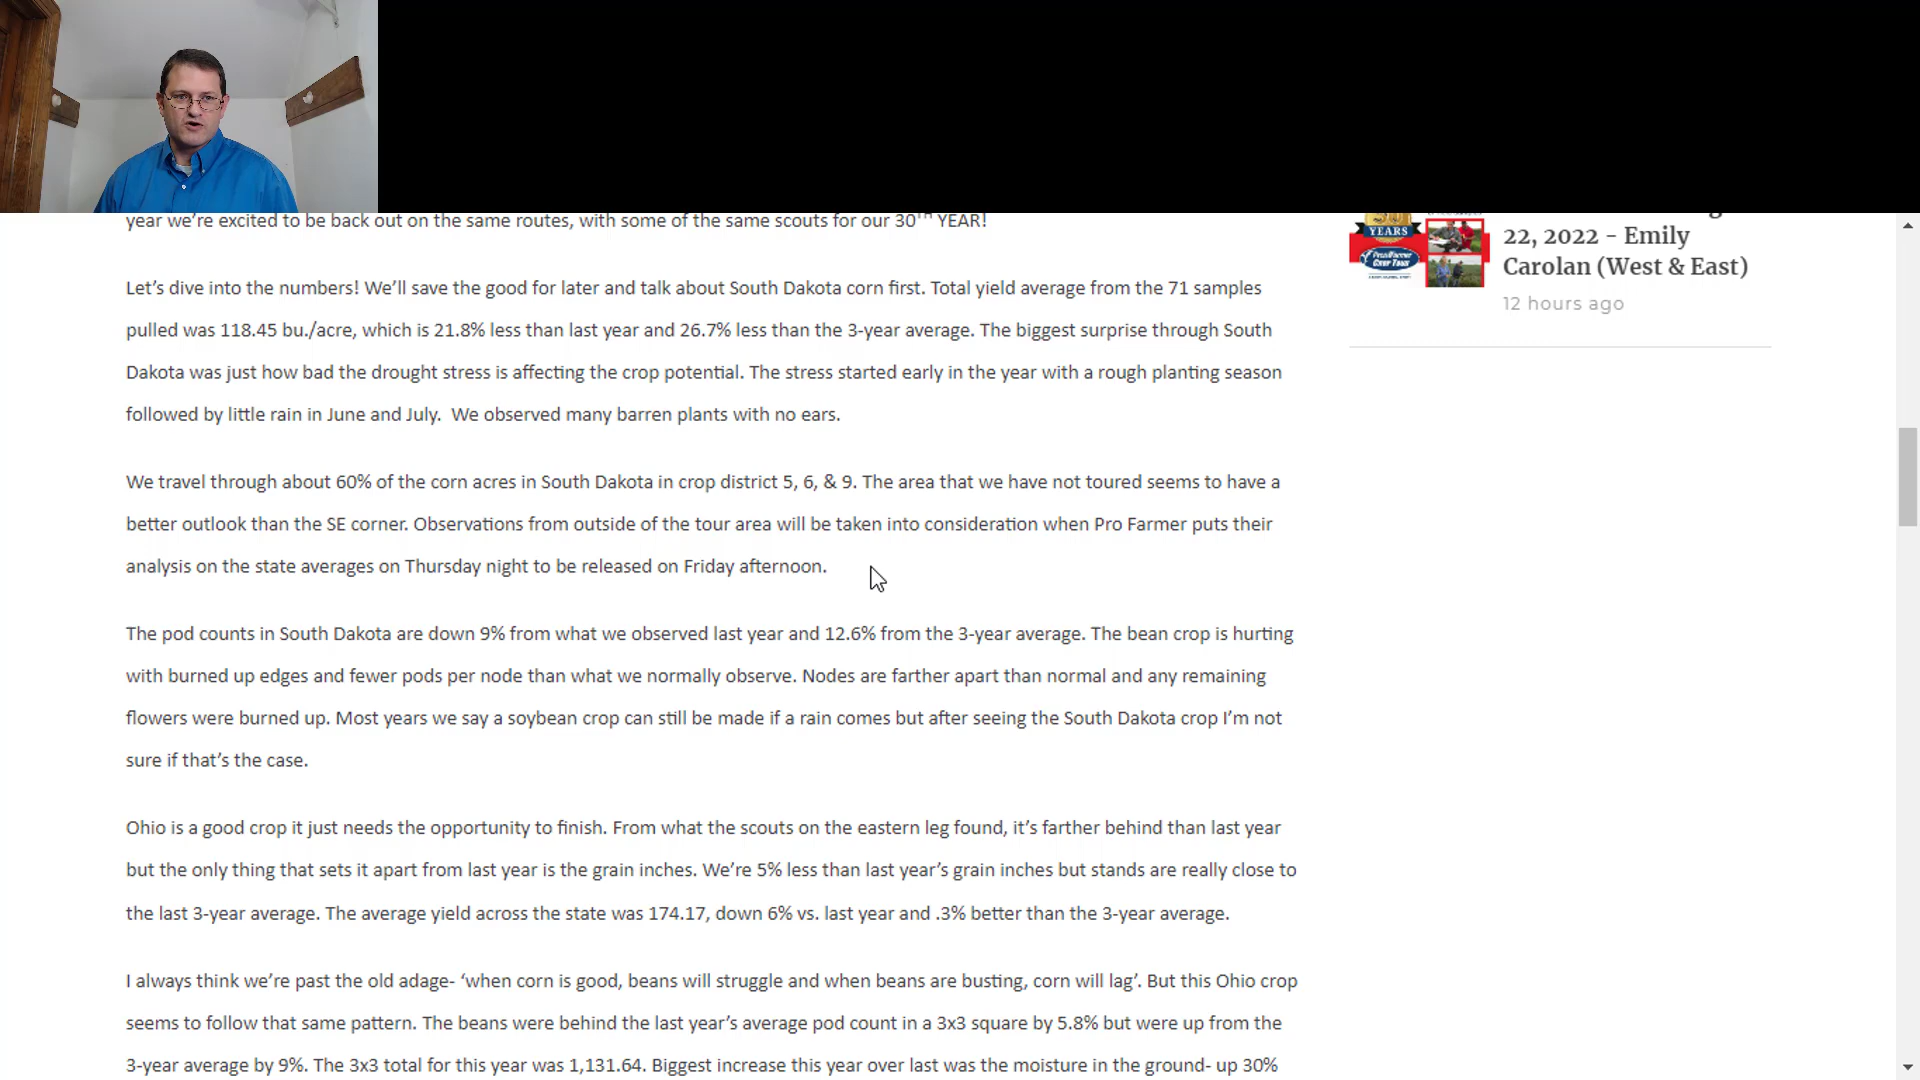 year we're excited to be back out on the same routes, with some of the same scouts for our 30TH YEAR!
Let's dive into the numbers! We'll save the good for later and talk about South Dakota corn first. Total yield average from the 71 samples
pulled was 118.45 bu./acre, which is 21.8% less than last year and 26.7% less than the 3-year average. The biggest surprise through South
Dakota was just how bad the drought stress is affecting the crop potential. The stress started early in the year with a rough planting season
followed by little rain in June and July.  We observed many barren plants with no ears.
We travel through about 60% of the corn acres in South Dakota in crop district 5, 6, & 9. The area that we have not toured seems to have a
better outlook than the SE corner. Observations from outside of the tour area will be taken into consideration when Pro Farmer puts their
analysis on the state averages on Thursday night to be released on Friday afternoon.
The pod counts in South Dakota are down 9% from what we observed last year and 12.6% from the 3-year average. The bean crop is hurting
with burned up edges and fewer pods per node than what we normally observe. Nodes are farther apart than normal and any remaining
flowers were burned up. Most years we say a soybean crop can still be made if a rain comes but after seeing the South Dakota crop I'm not
sure if that's the case.
Ohio is a good crop it just needs the opportunity to finish. From what the scouts on the eastern leg found, it's farther behind than last year
but the only thing that sets it apart from last year is the grain inches. We're 5% less than last year's grain inches but stands are really close to
the last 3-year average. The average yield across the state was 174.17, down 6% vs. last year and .3% better than the 3-year average.
I always think we're past the old adage- 'when corn is good, beans will struggle and when beans are busting, corn will lag'. But this Ohio crop
seems to follow that same pattern. The beans were behind the last year's average pod count in a 3x3 square by 5.8% but were up from the
3-year average by 9%. The 3x3 total for this year was 1,131.64. Biggest increase this year over last was the moisture in the ground- up 30%
YEARS
Crop Tour
22, 2022 – Emily
Carolan (West & East)
12 hours ago